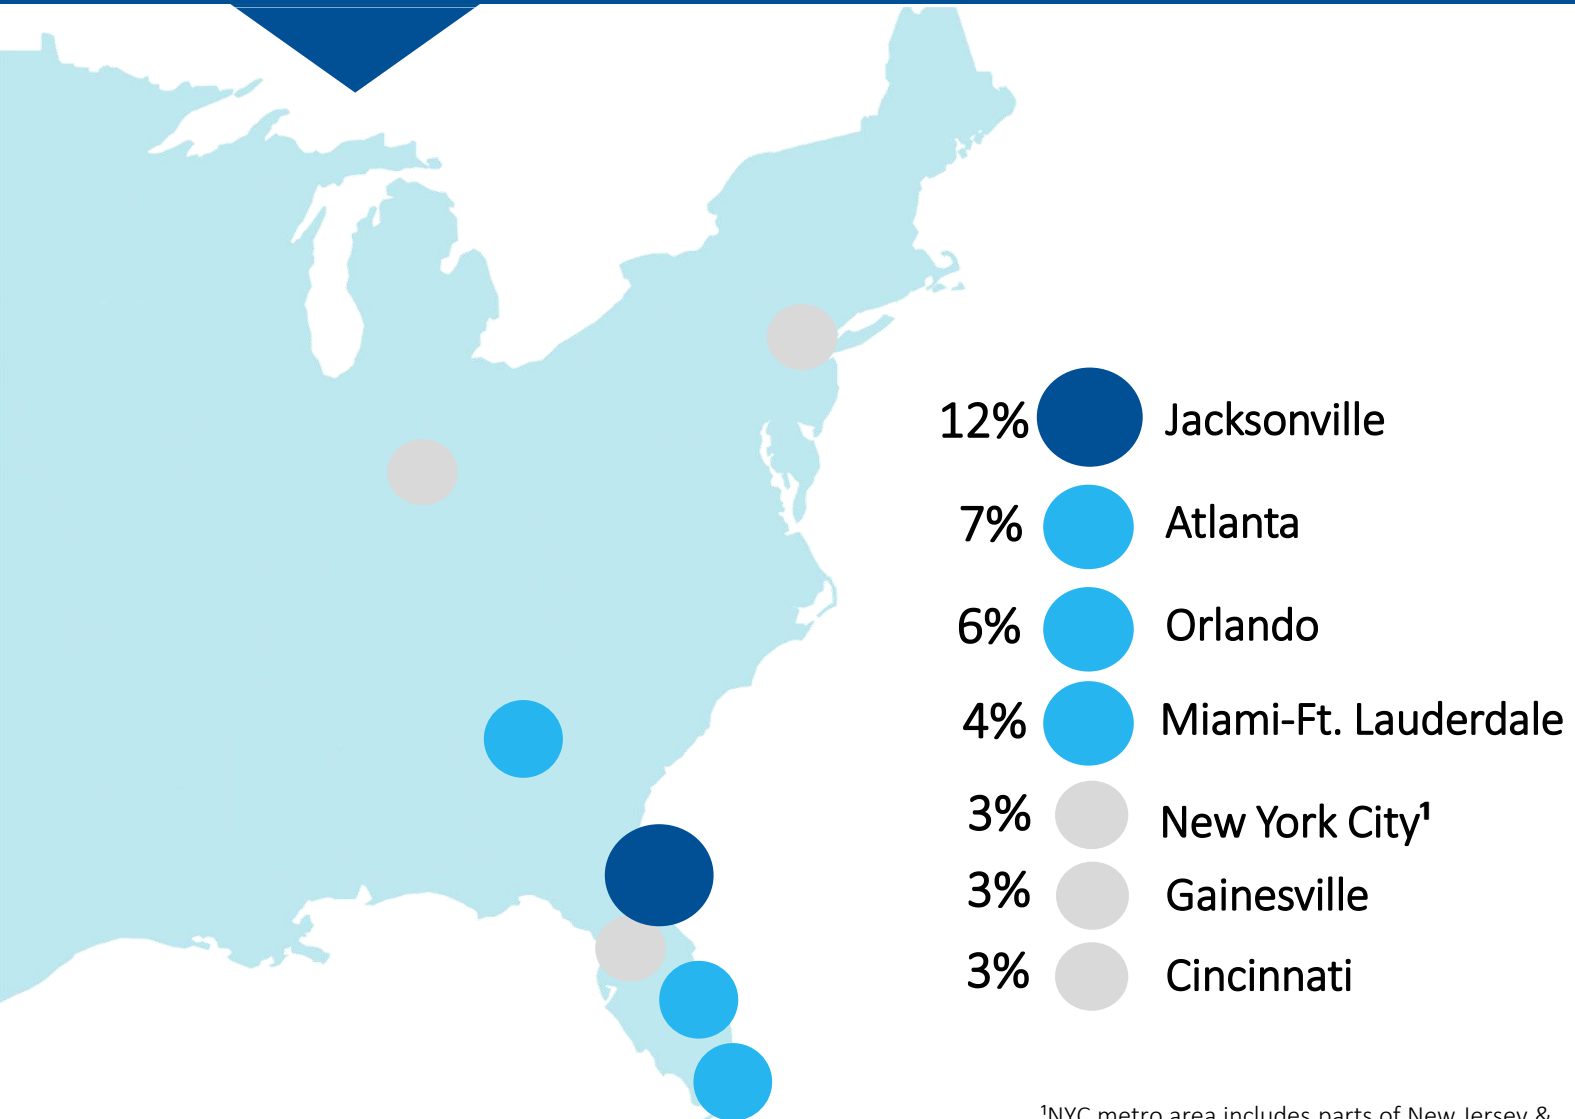 12% Jacksonville
7% Atlanta
6% Orlando
4% Miami-Ft. Lauderdale
3% New York City¹
3% Gainesville
3% Cincinnati
¹NYC metro area includes parts of New Jersey &